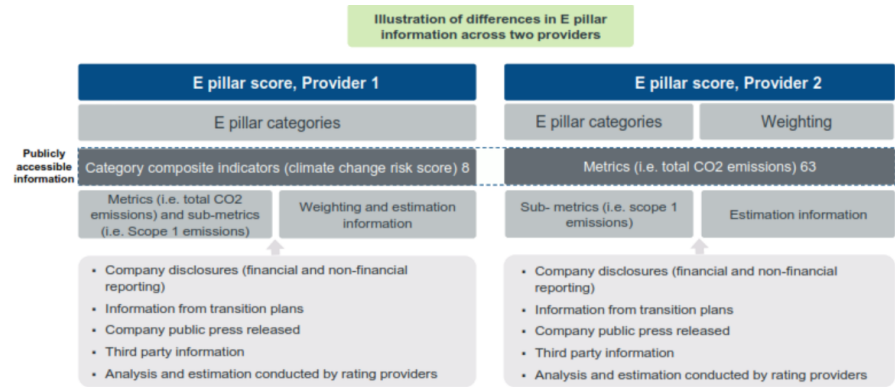 Illustration of differences in E pillar
information across two providers
E pillar score, Provider 1
E pillar categories
Publicly
accessible
information
Category composite indicators (climate change risk score) 8
Metrics (i.e. total CO2
emissions) and sub-metrics
(i.e. Scope 1 emissions)
Weighting and estimation
information
▪ Company disclosures (financial and non-financial
reporting)
▪ Information from transition plans
▪ Company public press released
▪ Third party information
▪ Analysis and estimation conducted by rating providers
E pillar score, Provider 2
E pillar categories
Weighting
Metrics (i.e. total CO2 emissions) 63
Sub- metrics (i.e. scope 1
emissions)
Estimation information
▪ Company disclosures (financial and non-financial
reporting)
▪ Information from transition plans
▪ Company public press released
▪ Third party information
▪ Analysis and estimation conducted by rating providers